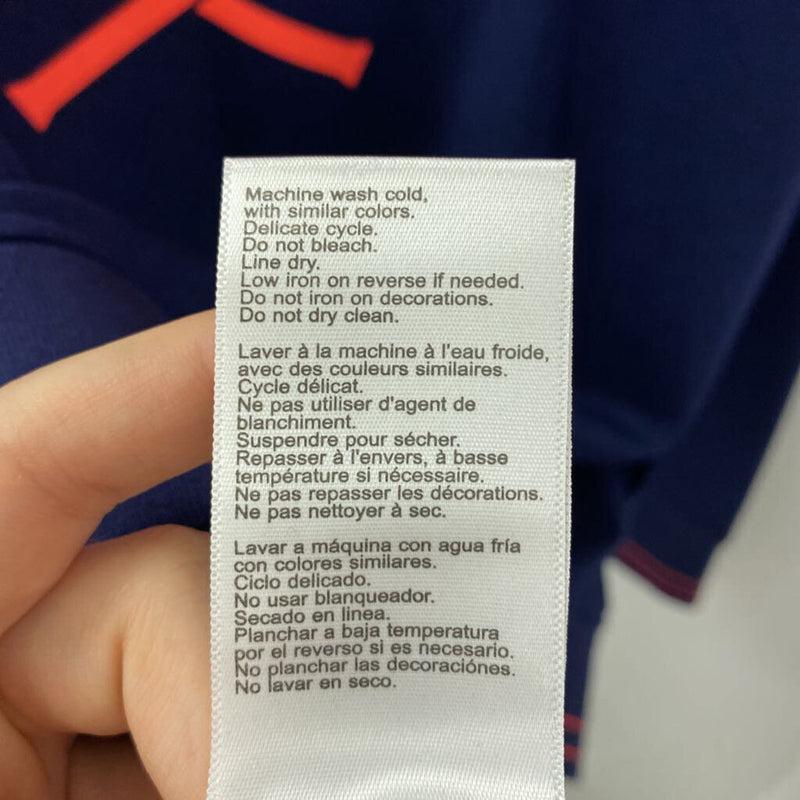 Machine wash cold,
with similar colors.
Delicate cycle.
Do not bleach.
Line dry.
Low iron on reverse if needed.
Do not iron on decorations.
Do not dry clean.
Laver à la machine à l'eau froide,
avec des couleurs similaires.
Cycle délicat.
Ne pas utiliser d'agent de
blanchiment.
Suspendre pour sécher.
Repasser à l'envers, à basse
température si nécessaire.
Ne pas repasser les décorations.
Ne pas nettoyer à sec.
Lavar a máquina con agua fría
con colores similares.
Ciclo delicado.
No usar blanqueador.
Secado en linea.
Planchar a baja temperatura
por el reverso si es necesario.
No planchar las decoraciónes.
No lavar en seco.